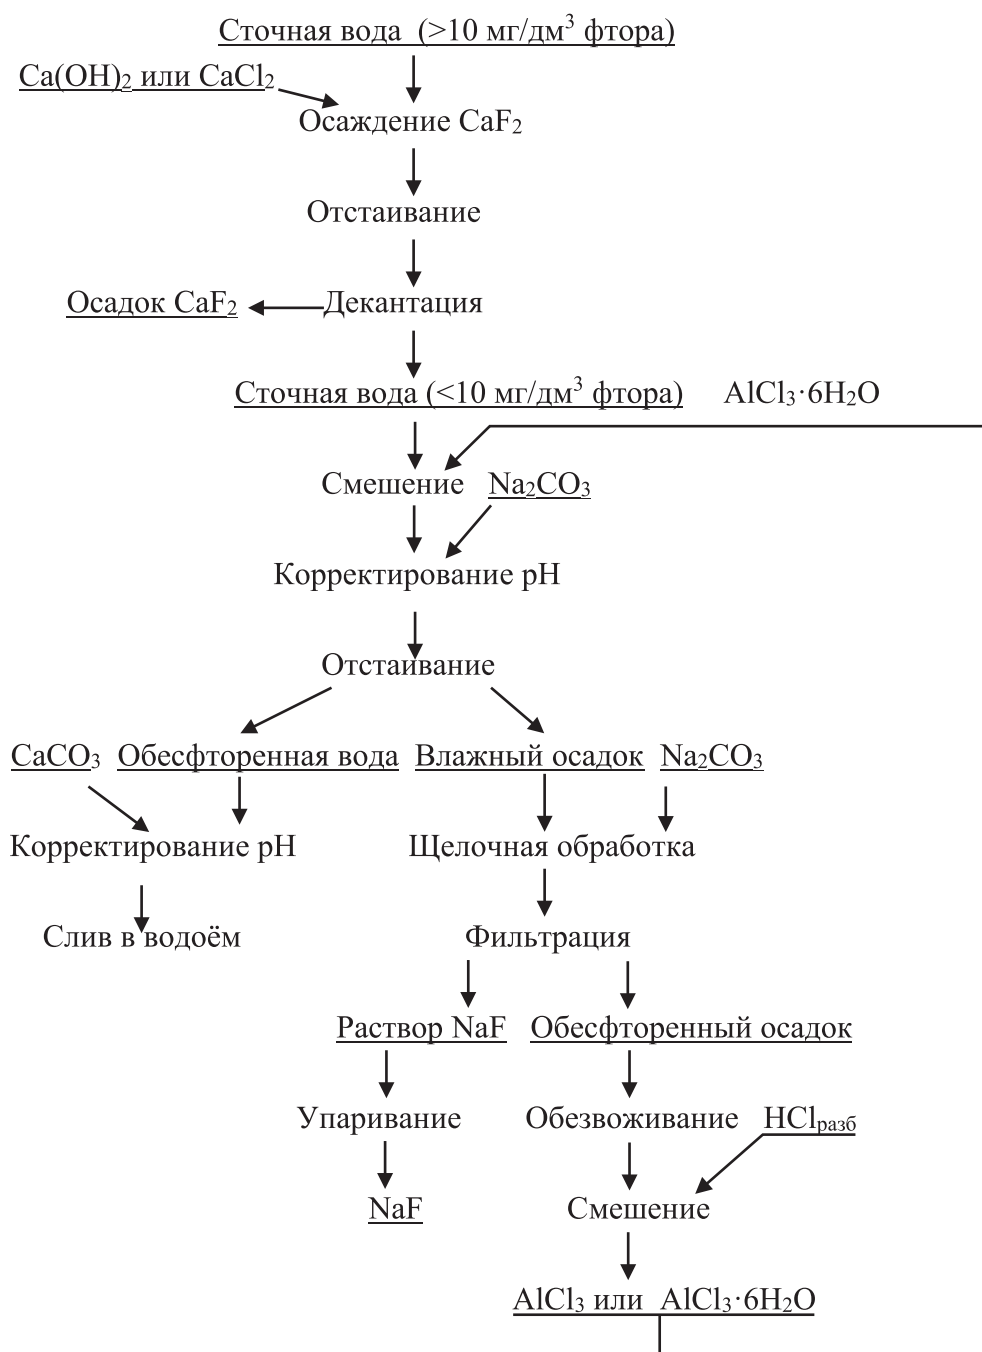 Сточная вода (>10 мг/дм³ фтора)
Ca(OH)₂ или CaCl₂
Осаждение CaF₂
Отстаивание
Осадок CaF₂ Декантация
Сточная вода (<10 мг/дм³ фтора) AlCl₃·6H₂O
Смешение Na₂CO₃
Корректирование pH
Отстаивание
CaCO₃ Обесфторенная вода Влажный осадок Na₂CO₃
Корректирование pH Щелочная обработка
Слив в водоём Фильтрация
Раствор NaF Обесфторенный осадок
Упаривание Обезвоживание HClразб
NaF Смешение
AlCl₃ или AlCl₃·6H₂O